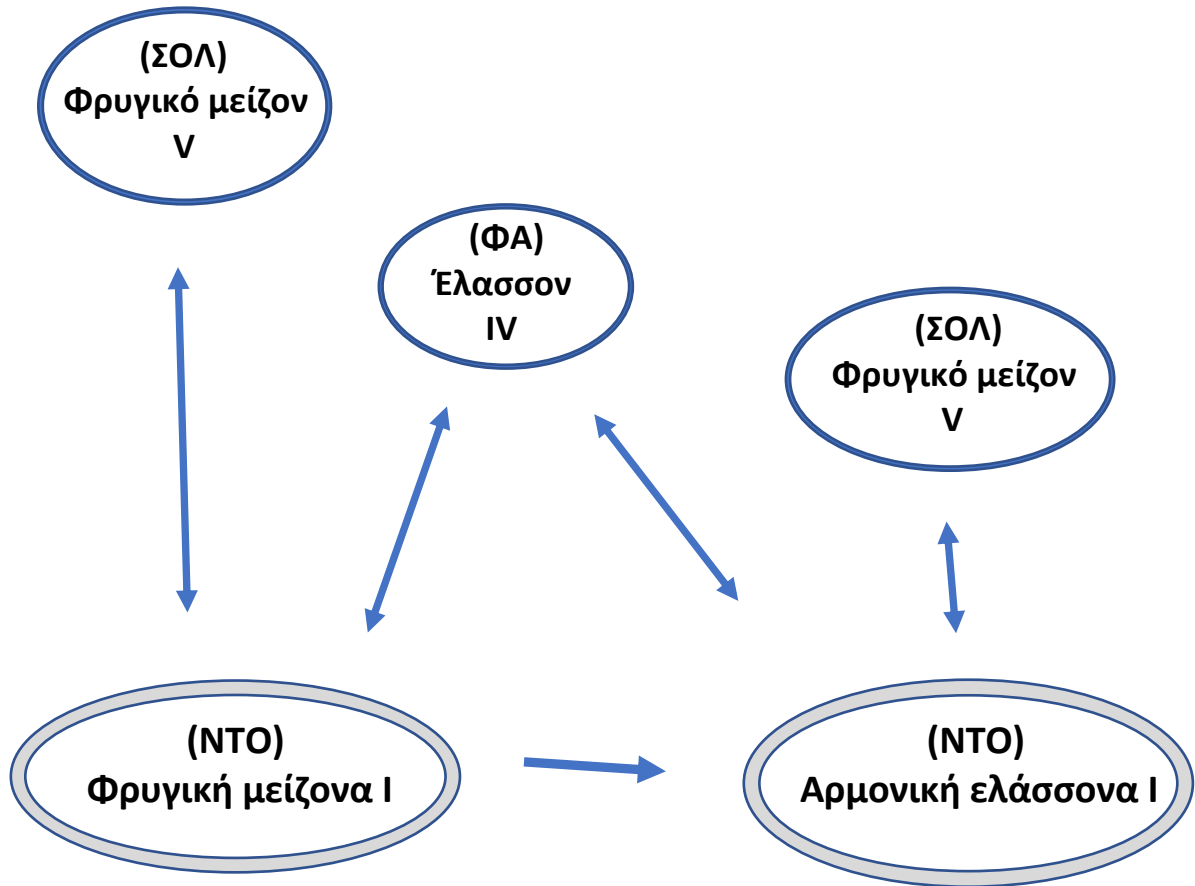 (ΣΟΛ)
Φρυγικό μείζον
V
(ΦΑ)
Έλασσον
IV
(ΣΟΛ)
Φρυγικό μείζον
V
(ΝΤΟ)
Φρυγική μείζονα I
(ΝΤΟ)
Αρμονική ελάσσονα I